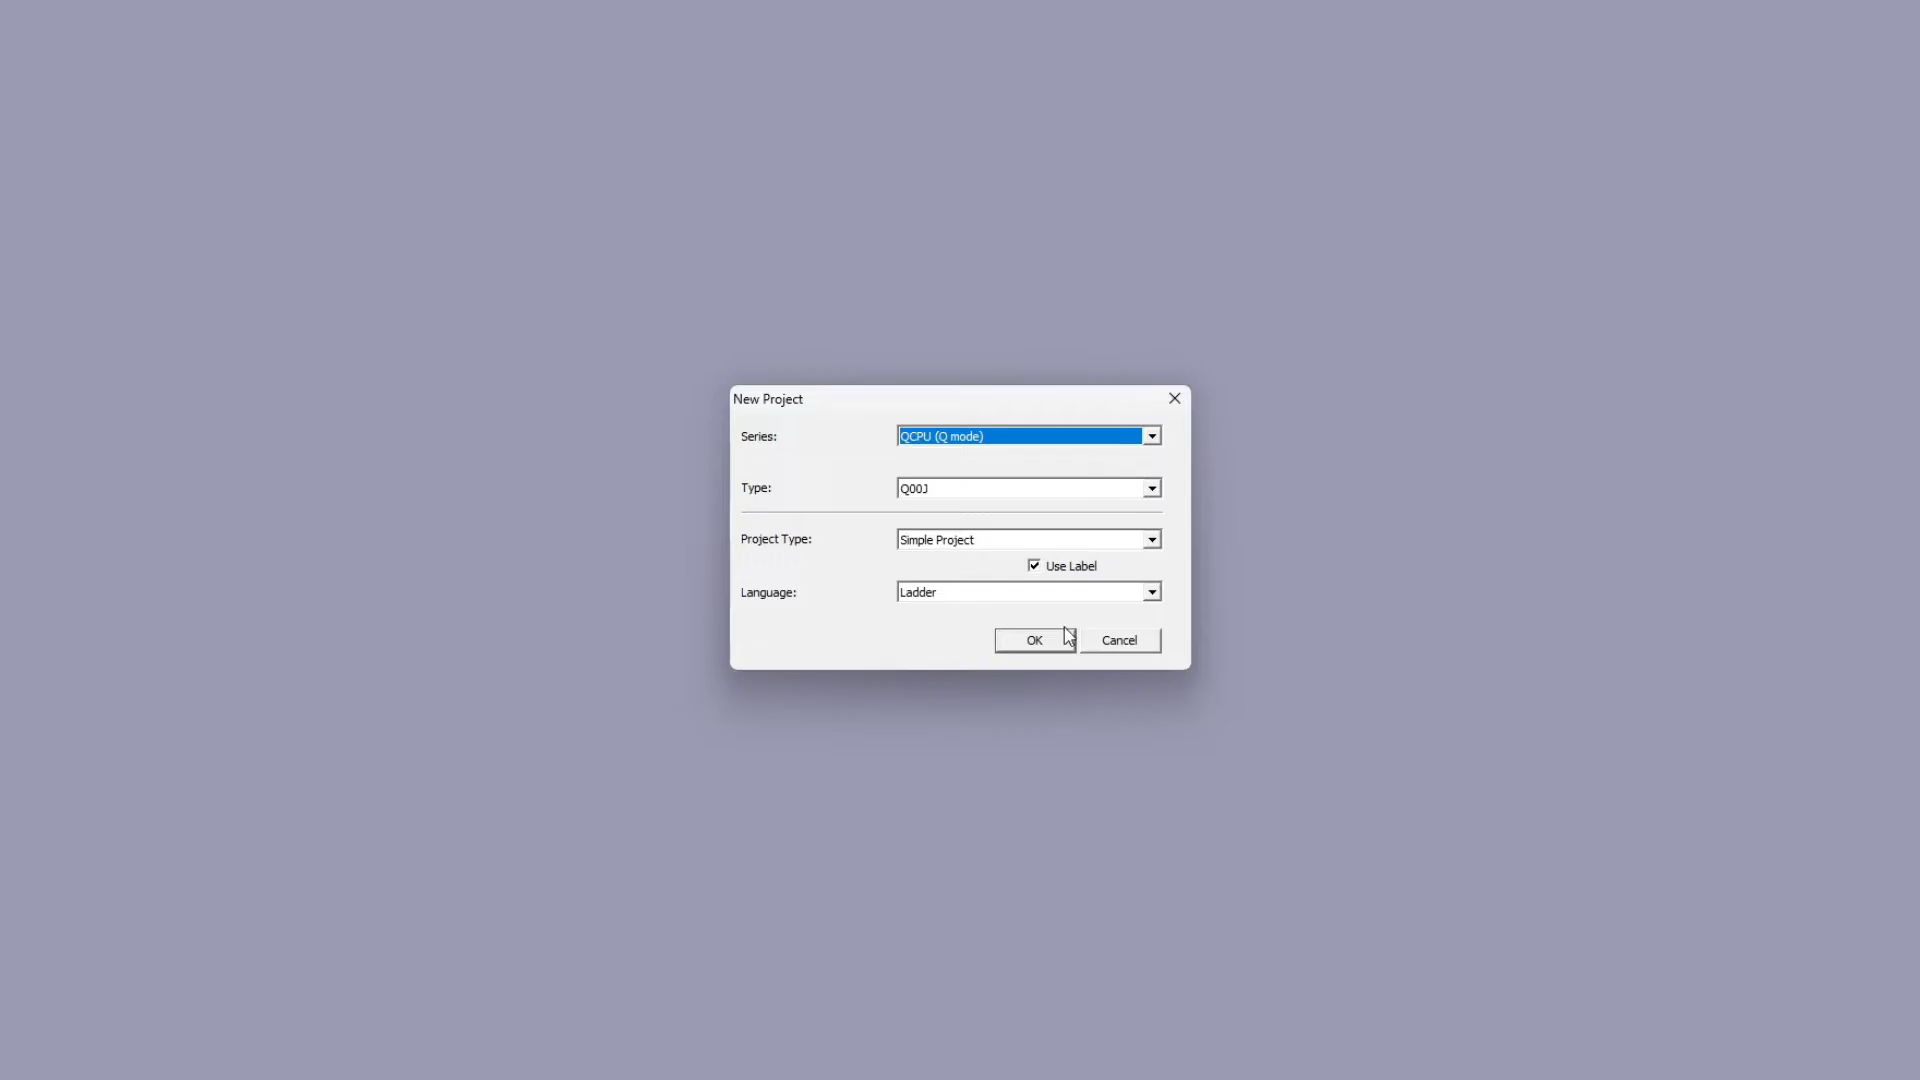 New Project
Series: QCPU (Q mode)
Type: Q00J
Project Type: Simple Project
Use Label
Language: Ladder
OK Cancel